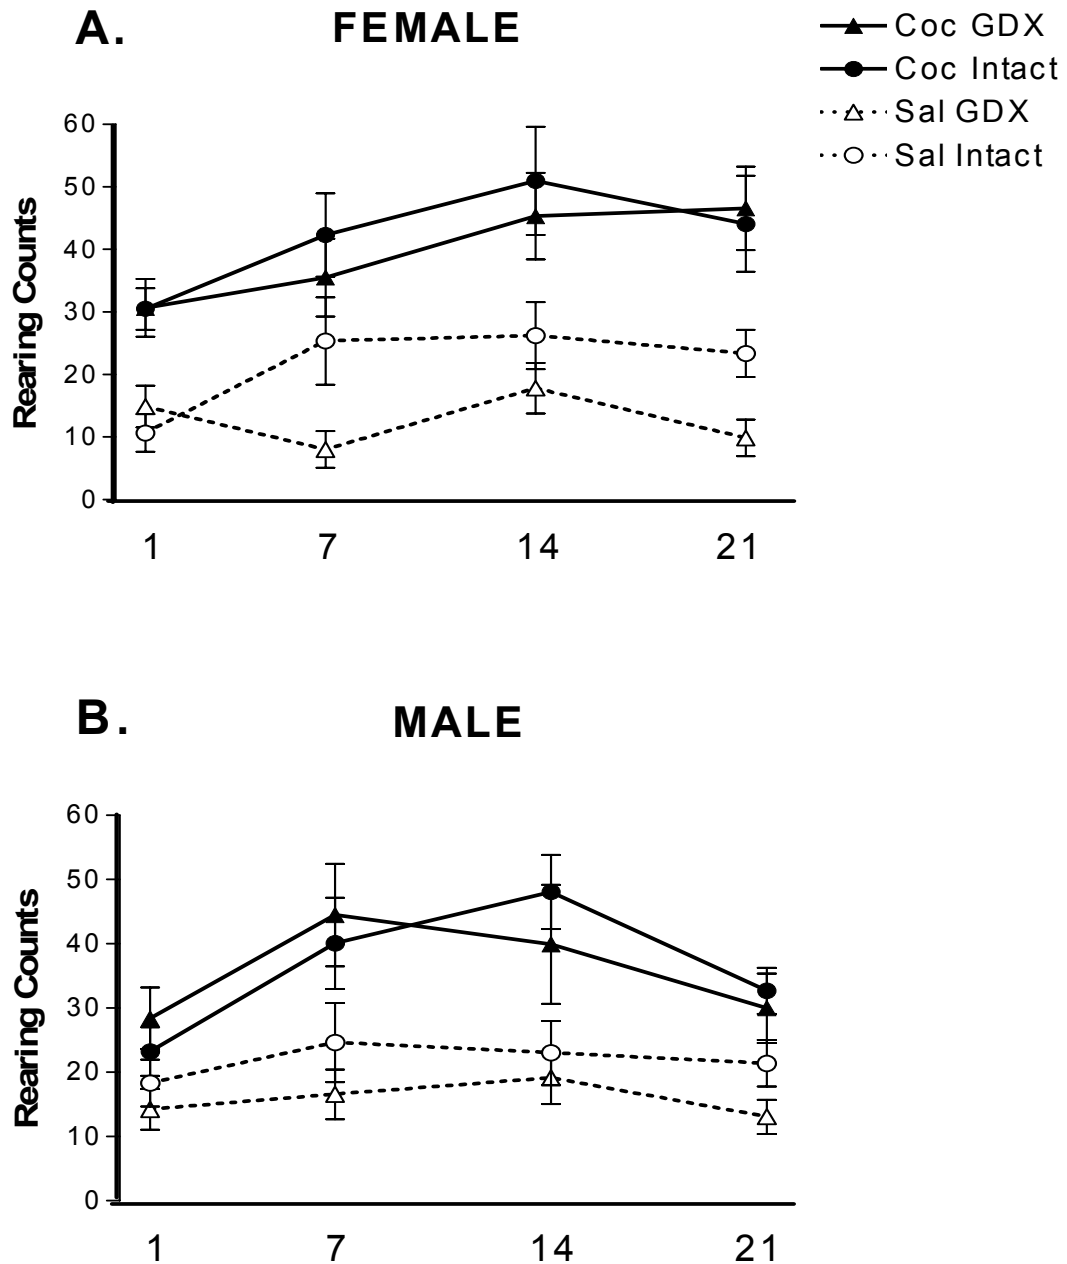 A.
FEMALE
Coc GDX
Coc Intact
Sal GDX
Sal Intact
Rearing Counts
60
50
40
30
20
10
0
1 7 14 21
B.
MALE
Rearing Counts
60
50
40
30
20
10
0
1 7 14 21